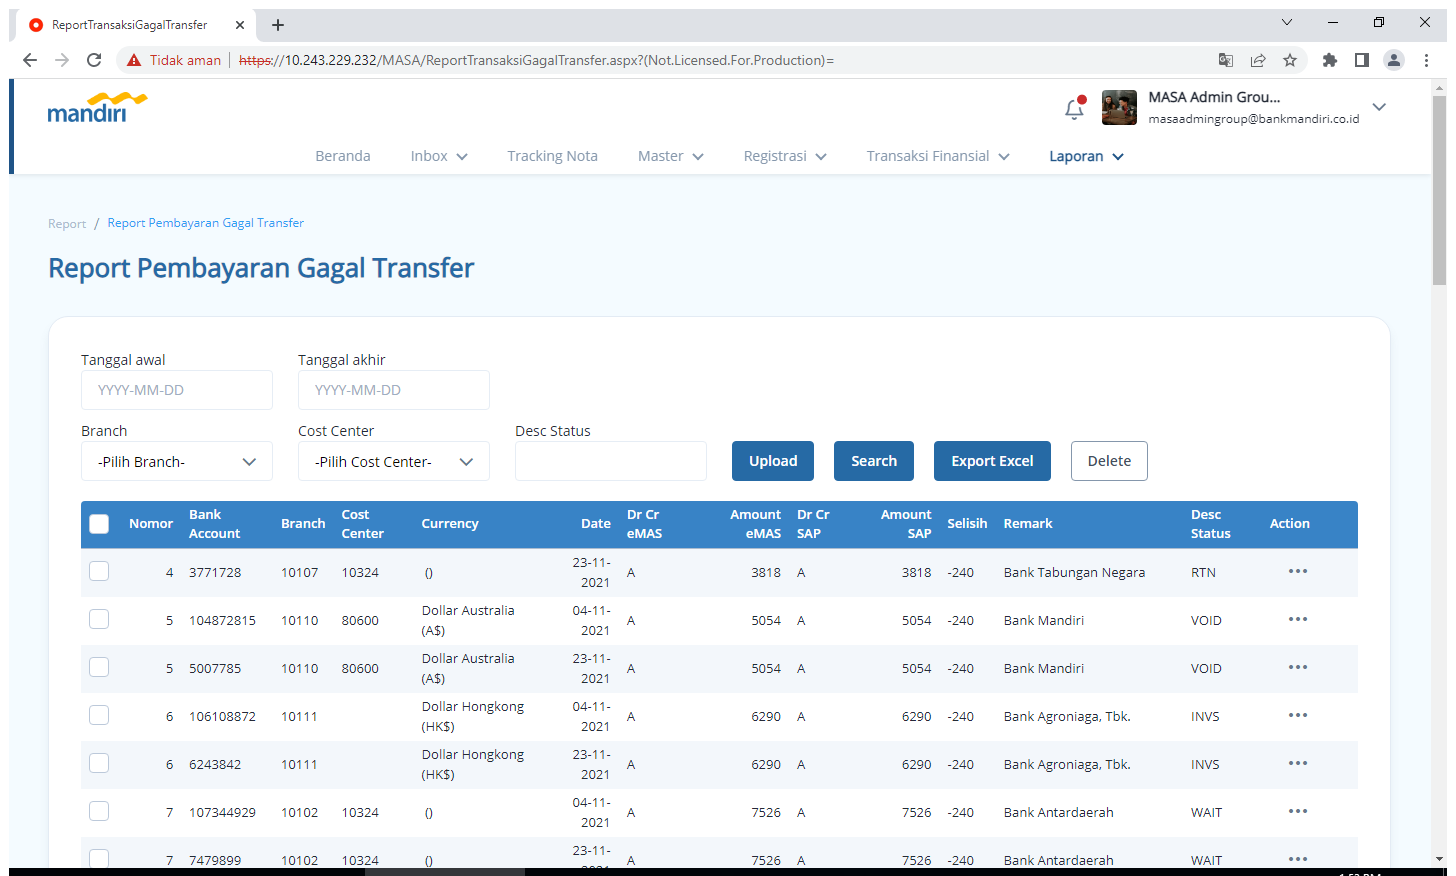 ReportTransaksiGagalTransfer
Tidak aman https://10.243.229.232/MASA/ReportTransaksiGagalTransfer.aspx?(Not.Licensed.For.Production)=
mandiri
MASA Admin Grou...
masaadmingroup@bankmandiri.co.id
Beranda Inbox Tracking Nota Master Registrasi Transaksi Finansial Laporan
Report / Report Pembayaran Gagal Transfer
Report Pembayaran Gagal Transfer
Tanggal awal Tanggal akhir
YYYY-MM-DD YYYY-MM-DD
Branch Cost Center Desc Status
-Pilih Branch- -Pilih Cost Center- Upload Search Export Excel Delete
Nomor Bank Account Branch Cost Center Currency Date Dr Cr eMAS Amount eMAS Dr Cr SAP Amount SAP Selisih Remark Desc Status Action
4 3771728 10107 10324 () 23-11-2021 A 3818 A 3818 -240 Bank Tabungan Negara RTN •••
5 104872815 10110 80600 Dollar Australia (A$) 04-11-2021 A 5054 A 5054 -240 Bank Mandiri VOID •••
5 5007785 10110 80600 Dollar Australia (A$) 23-11-2021 A 5054 A 5054 -240 Bank Mandiri VOID •••
6 106108872 10111 Dollar Hongkong (HK$) 04-11-2021 A 6290 A 6290 -240 Bank Agroniaga, Tbk. INVS •••
6 6243842 10111 Dollar Hongkong (HK$) 23-11-2021 A 6290 A 6290 -240 Bank Agroniaga, Tbk. INVS •••
7 107344929 10102 10324 () 04-11-2021 A 7526 A 7526 -240 Bank Antardaerah WAIT •••
7 7479899 10102 10324 () 23-11- A 7526 A 7526 -240 Bank Antardaerah WAIT •••